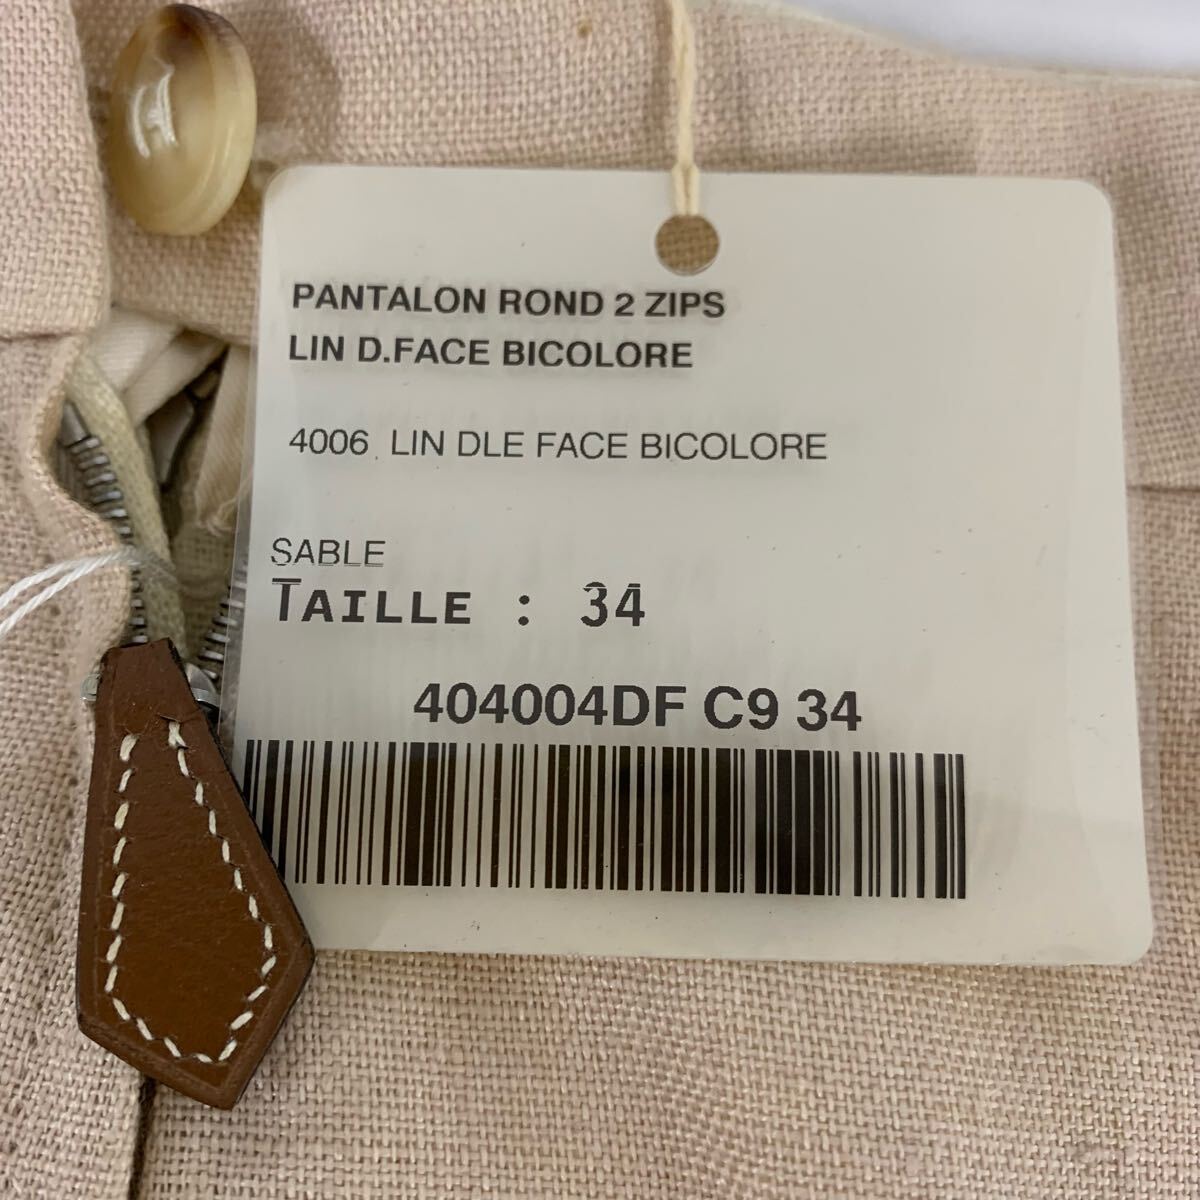 PANTALON ROND 2 ZIPS
LIN D.FACE BICOLORE
4006 LIN DLE FACE BICOLORE
SABLE
TAILLE : 34
404004DF C9 34